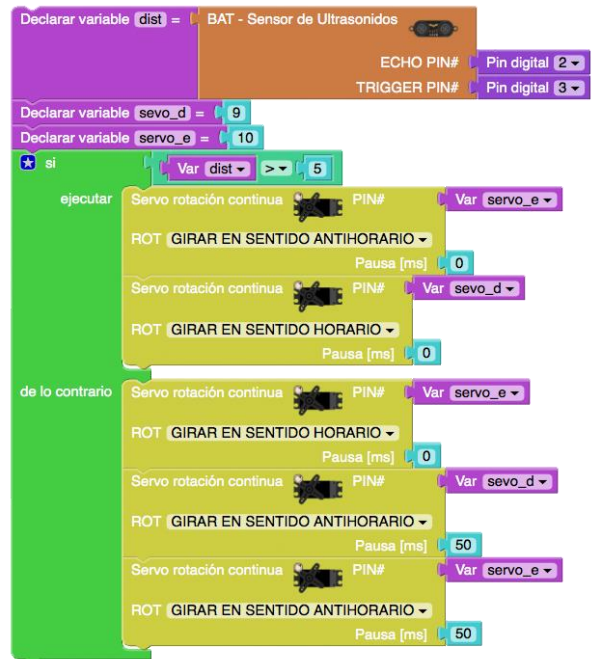 Declarar variable dist = BAT - Sensor de Ultrasonidos
ECHO PIN# Pin digital 2
TRIGGER PIN# Pin digital 3
Declarar variable sevo_d = 9
Declarar variable servo_e = 10
si Var dist > 5
ejecutar Servo rotación continua PIN# Var servo_e
ROT GIRAR EN SENTIDO ANTIHORARIO
Pausa [ms] 0
Servo rotación continua PIN# Var sevo_d
ROT GIRAR EN SENTIDO HORARIO
Pausa [ms] 0
de lo contrario Servo rotación continua PIN# Var servo_e
ROT GIRAR EN SENTIDO HORARIO
Pausa [ms] 0
Servo rotación continua PIN# Var sevo_d
ROT GIRAR EN SENTIDO ANTIHORARIO
Pausa [ms] 50
Servo rotación continua PIN# Var servo_e
ROT GIRAR EN SENTIDO ANTIHORARIO
Pausa [ms] 50